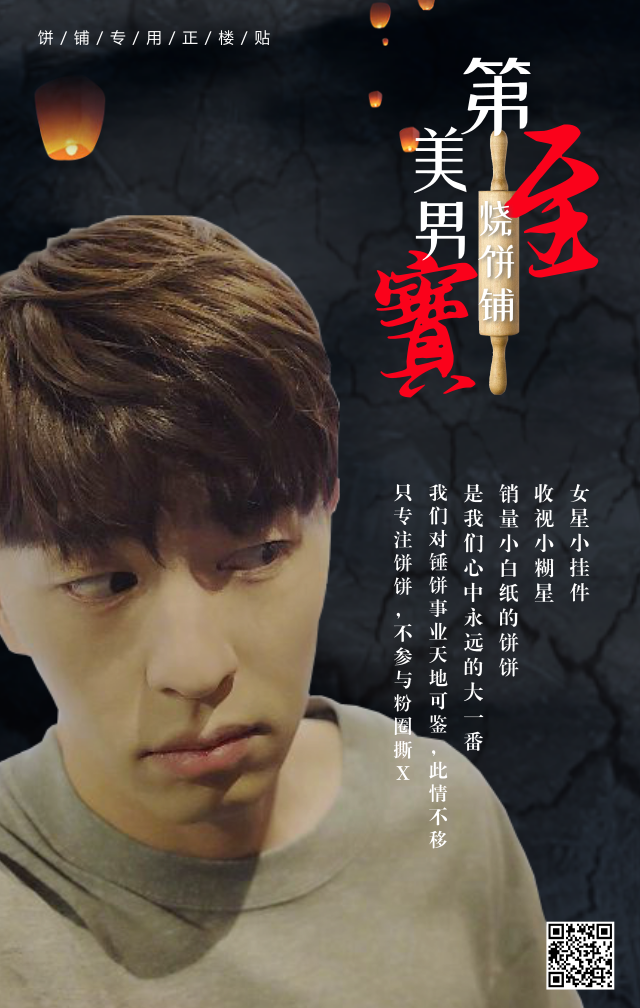 饼/铺/专/用/正/楼/贴
第
至
美男
寶
烧饼铺
女星小挂件
收视小糊星
销量小白纸的饼饼
是我们心中永远的大一番
我们对锤饼事业天地可鉴，此情不移
只专注饼饼，不参与粉圈撕X